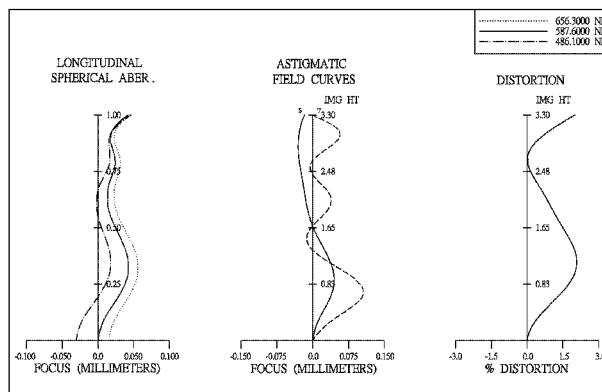 656.3000 N
587.6000 N
486.1000 N
LONGITUDINAL
SPHERICAL ABER.
1.00
0.75
0.50
0.25
-0.100 -0.050 0.0 0.050 0.100
FOCUS (MILLIMETERS)
ASTIGMATIC
FIELD CURVES
IMG HT
S T
3.30
2.48
1.65
0.83
-0.150 -0.075 0.0 0.075 0.150
FOCUS (MILLIMETERS)
DISTORTION
IMG HT
3.30
2.48
1.65
0.83
-3.0 -1.5 0.0 1.5 3.0
% DISTORTION